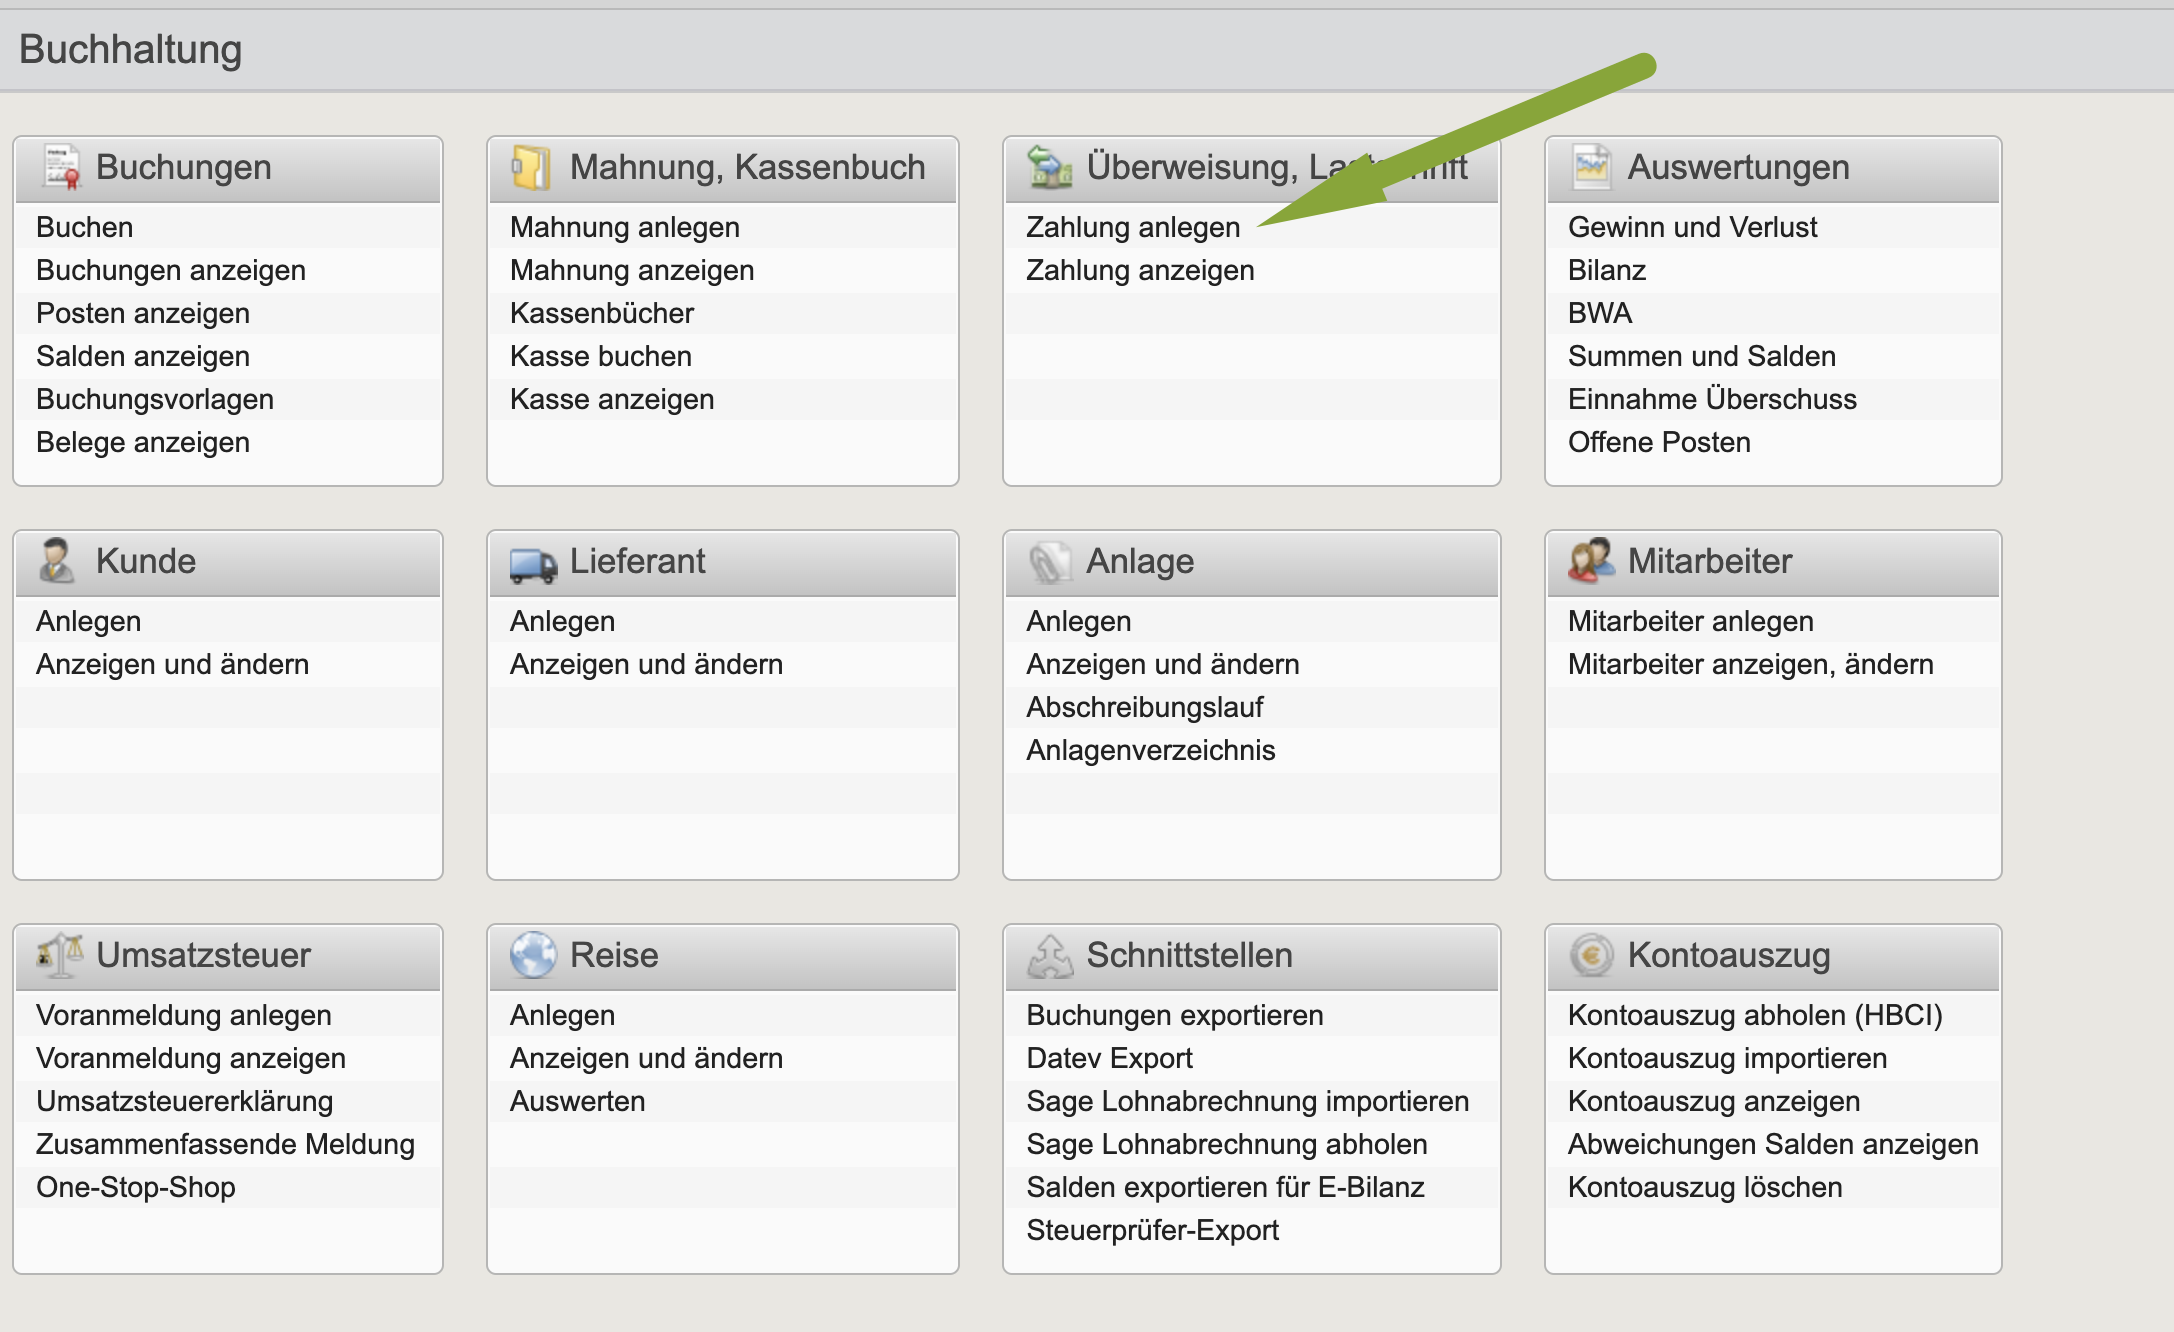 Buchhaltung
Buchungen
Buchen
Buchungen anzeigen
Posten anzeigen
Salden anzeigen
Buchungsvorlagen
Belege anzeigen
Mahnung, Kassenbuch
Mahnung anlegen
Mahnung anzeigen
Kassenbücher
Kasse buchen
Kasse anzeigen
Überweisung, Lastschrift
Zahlung anlegen
Zahlung anzeigen
Auswertungen
Gewinn und Verlust
Bilanz
BWA
Summen und Salden
Einnahme Überschuss
Offene Posten
Kunde
Anlegen
Anzeigen und ändern
Lieferant
Anlegen
Anzeigen und ändern
Anlage
Anlegen
Anzeigen und ändern
Abschreibungslauf
Anlagenverzeichnis
Mitarbeiter
Mitarbeiter anlegen
Mitarbeiter anzeigen, ändern
Umsatzsteuer
Voranmeldung anlegen
Voranmeldung anzeigen
Umsatzsteuererklärung
Zusammenfassende Meldung
One-Stop-Shop
Reise
Anlegen
Anzeigen und ändern
Auswerten
Schnittstellen
Buchungen exportieren
Datev Export
Sage Lohnabrechnung importieren
Sage Lohnabrechnung abholen
Salden exportieren für E-Bilanz
Steuerprüfer-Export
Kontoauszug
Kontoauszug abholen (HBCI)
Kontoauszug importieren
Kontoauszug anzeigen
Abweichungen Salden anzeigen
Kontoauszug löschen